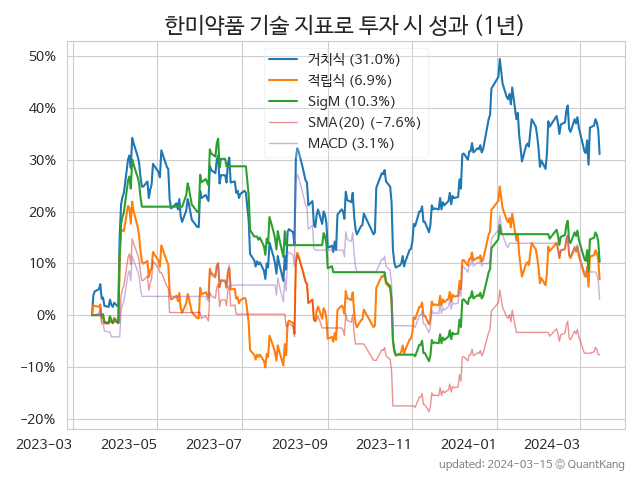 한미약품 기술 지표로 투자 시 성과 (1년)
거치식 (31.0%)
적립식 (6.9%)
SigM (10.3%)
SMA(20) (−7.6%)
MACD (3.1%)
50%
40%
30%
20%
10%
0%
−10%
−20%
2023−03 2023−05 2023−07 2023−09 2023−11 2024−01 2024−03
updated: 2024-03-15 © QuantKang